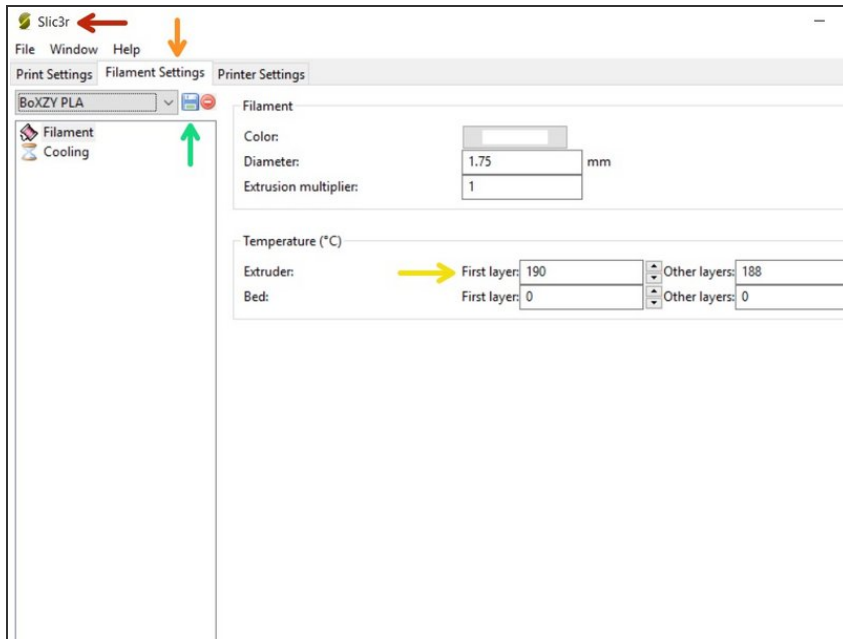 Slic3r
File Window Help
Print Settings Filament Settings Printer Settings
BoXZY PLA
Filament
Cooling
Filament
Color:
Diameter: 1.75 mm
Extrusion multiplier: 1
Temperature (°C)
Extruder: First layer: 190 Other layers: 188
Bed: First layer: 0 Other layers: 0